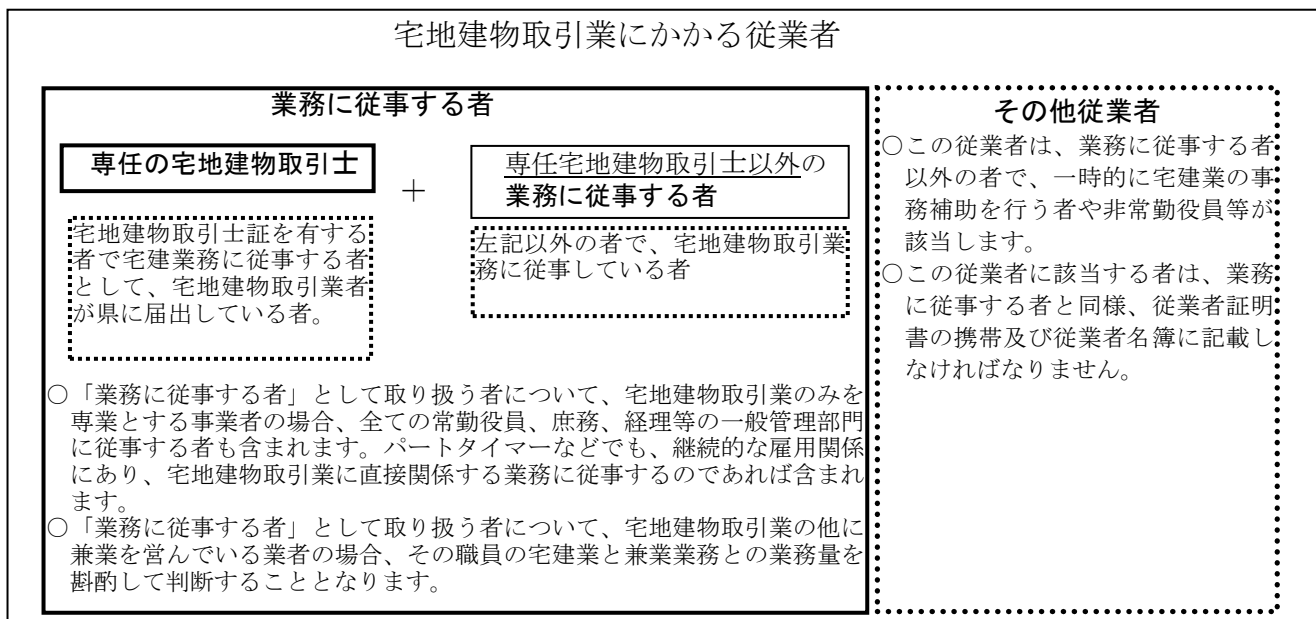 宅地建物取引業にかかる従業者
業務に従事する者
専任の宅地建物取引士
＋
専任宅地建物取引士以外の
業務に従事する者
宅地建物取引士証を有する
者で宅建業務に従事する者
として、宅地建物取引業者
が県に届出している者。
左記以外の者で、宅地建物取引業
務に従事している者
○「業務に従事する者」として取り扱う者について、宅地建物取引業のみを
専業とする事業者の場合、全ての常勤役員、庶務、経理等の一般管理部門
に従事する者も含まれます。パートタイマーなどでも、継続的な雇用関係
にあり、宅地建物取引業に直接関係する業務に従事するのであれば含まれ
ます。
○「業務に従事する者」として取り扱う者について、宅地建物取引業の他に
兼業を営んでいる業者の場合、その職員の宅建業と兼業業務との業務量を
斟酌して判断することとなります。
その他従業者
○この従業者は、業務に従事する者
以外の者で、一時的に宅建業の事
務補助を行う者や非常勤役員等が
該当します。
○この従業者に該当する者は、業務
に従事する者と同様、従業者証明
書の携帯及び従業者名簿に記載し
なければなりません。